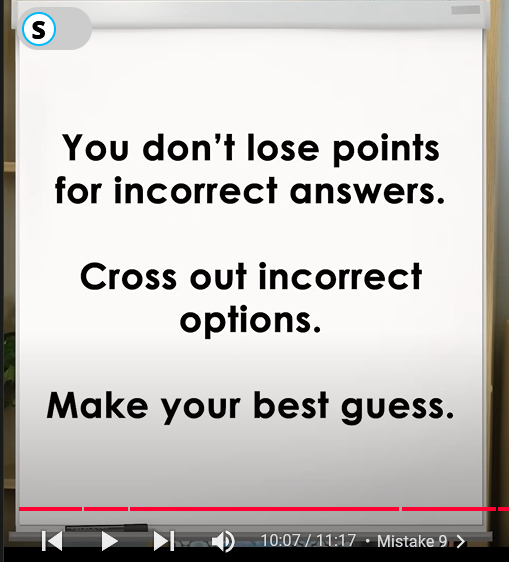 S
You don't lose points
for incorrect answers.
Cross out incorrect
options.
Make your best guess.
10:07 / 11:17 • Mistake 9